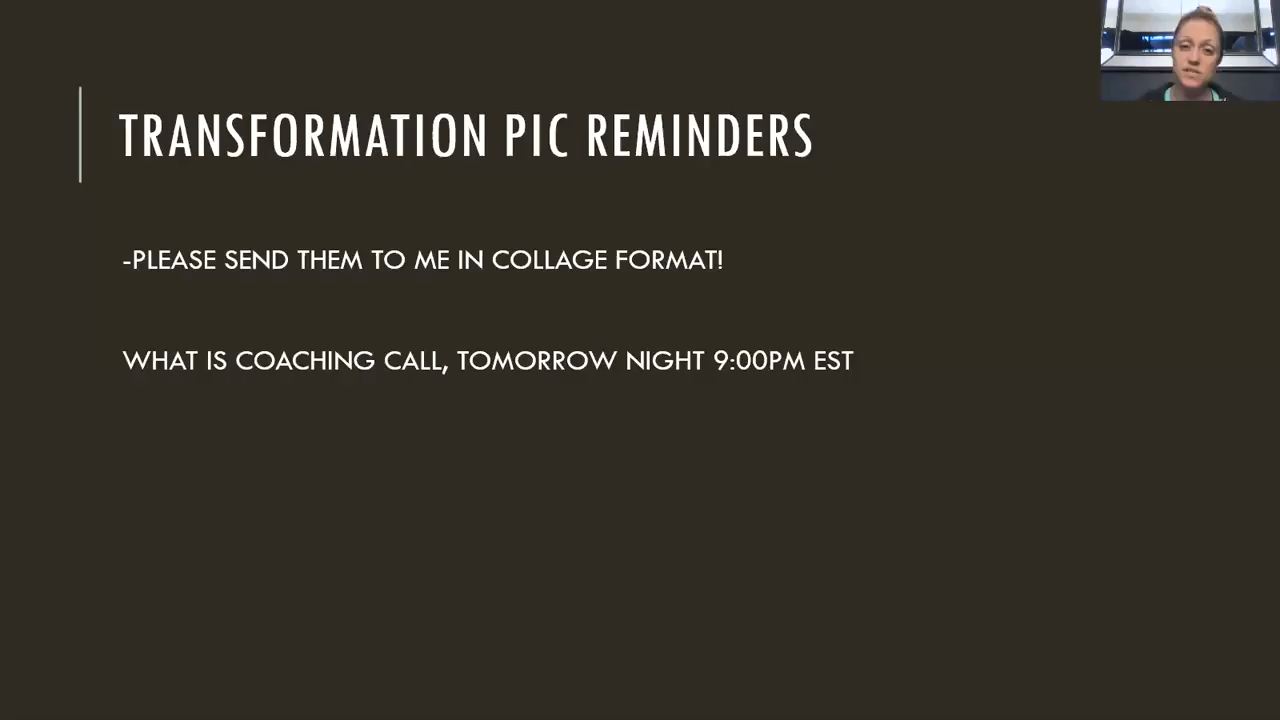 TRANSFORMATION PIC REMINDERS
-PLEASE SEND THEM TO ME IN COLLAGE FORMAT!
WHAT IS COACHING CALL, TOMORROW NIGHT 9:00PM EST